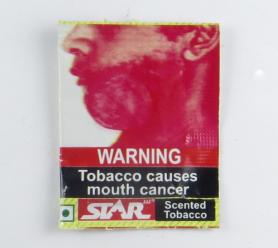 WARNING
Tobacco causes
mouth cancer
STAR Scented
Tobacco